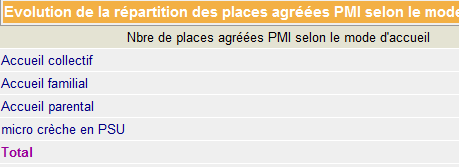 Evolution de la répartition des places agréées PMI selon le mode
Nbre de places agréées PMI selon le mode d'accueil
Accueil collectif
Accueil familial
Accueil parental
micro crèche en PSU
Total